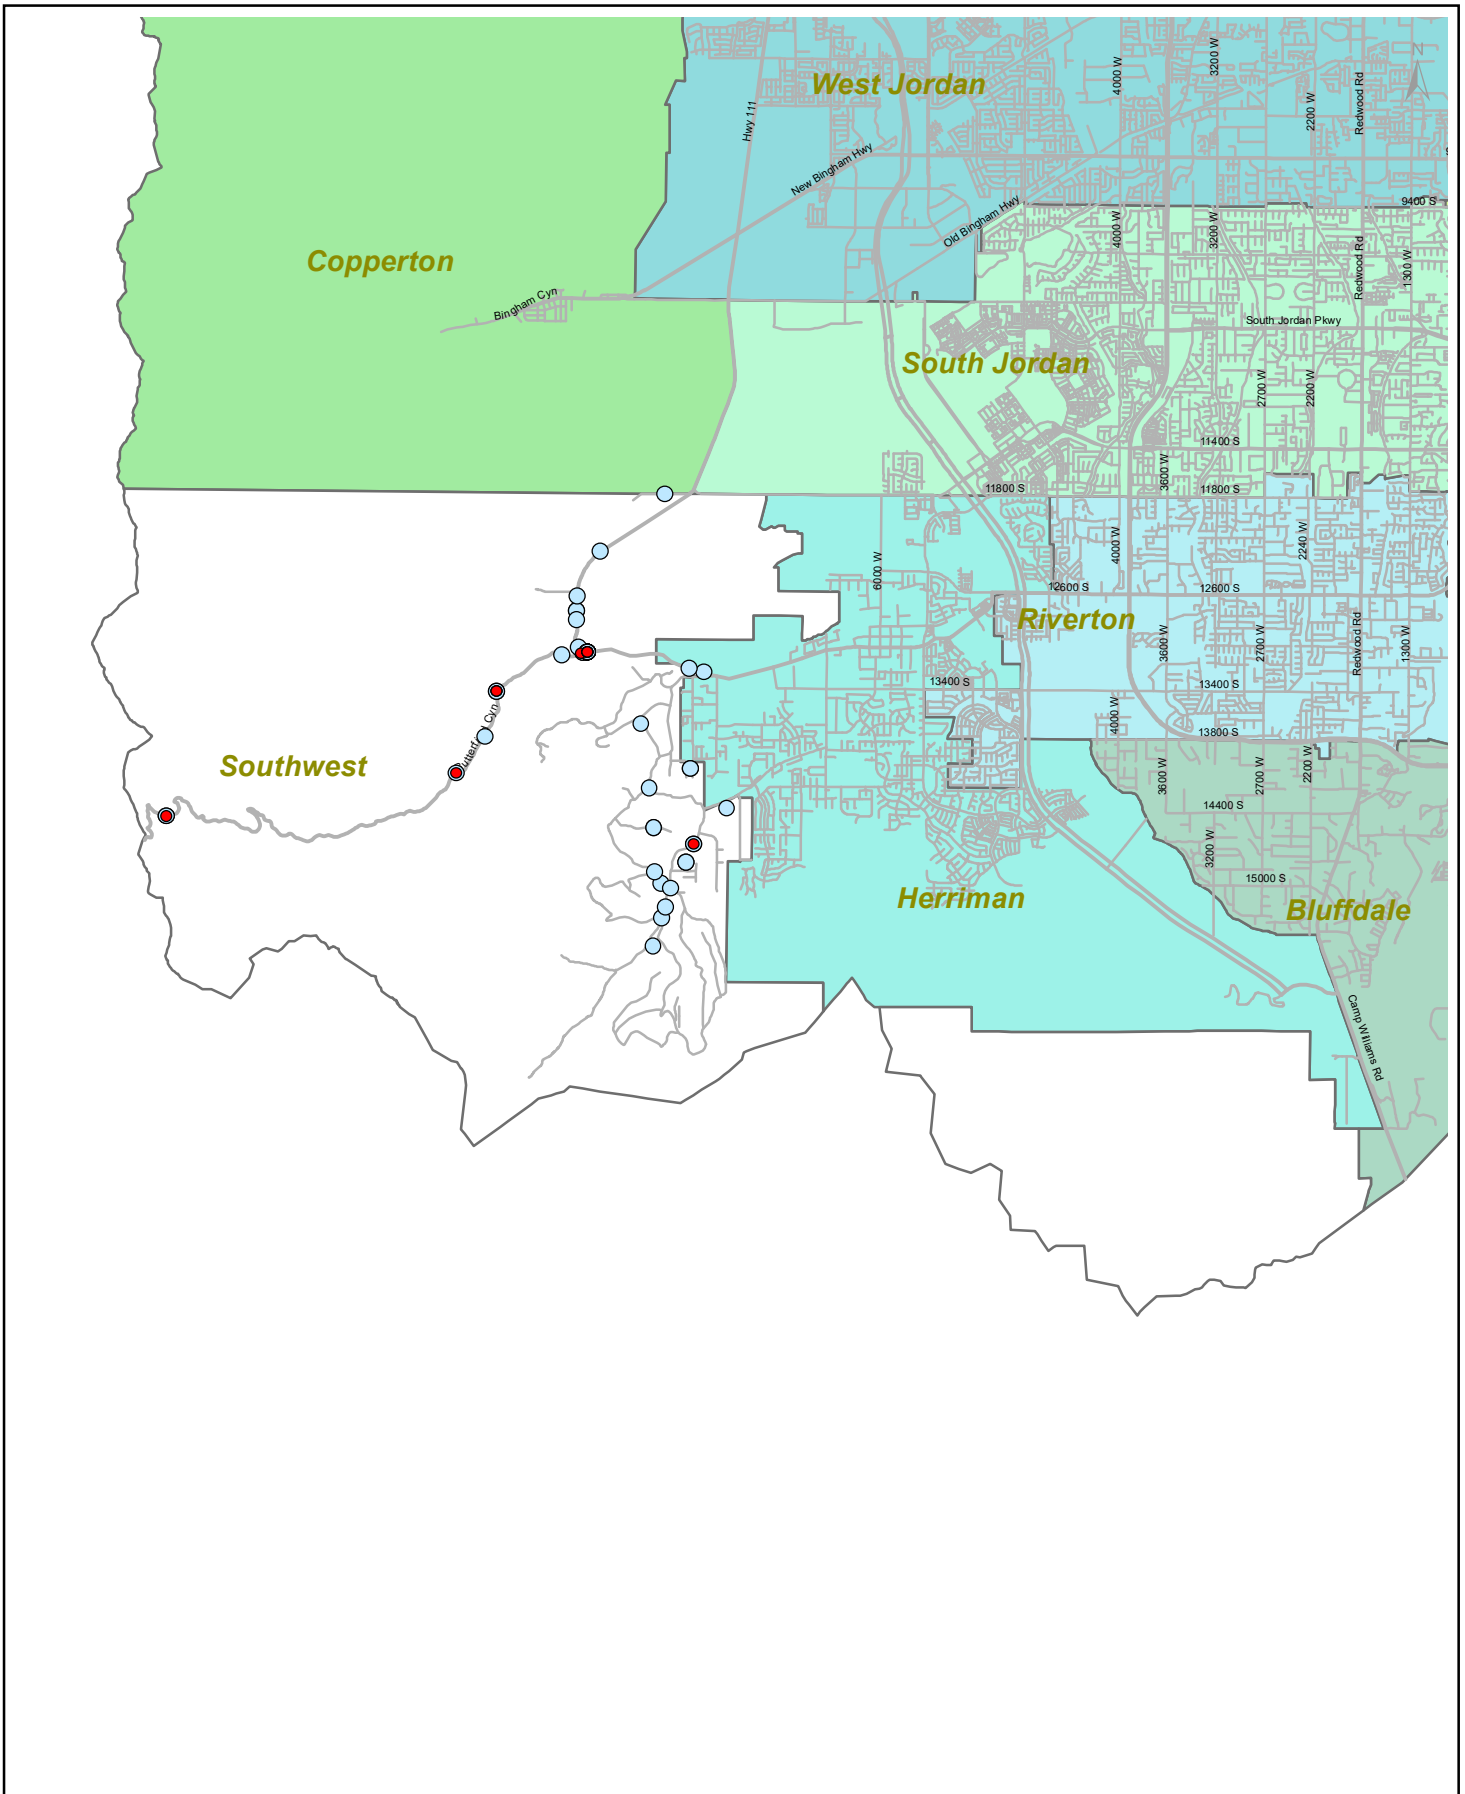 N
3200 W
4000 W
West Jordan
2200 W
Redwood Rd
Hwy 111
New Bingham Hwy
9400 S
Old Bingham Hwy
4000 W
3200 W
Redwood Rd
1300 W
Copperton
Bingham Cyn
South Jordan Pkwy
South Jordan
2700 W
2200 W
11400 S
3600 W
11800 S
11800 S
4000 W
2240 W
6000 W
12600 S
12600 S
Riverton
3600 W
2700 W
Redwood Rd
1300 W
13400 S
13400 S
4000 W
13800 S
Cyn
Southwest
3600 W
2700 W
2200 W
14400 S
3200 W
15000 S
Herriman
Bluffdale
Camp Williams Rd